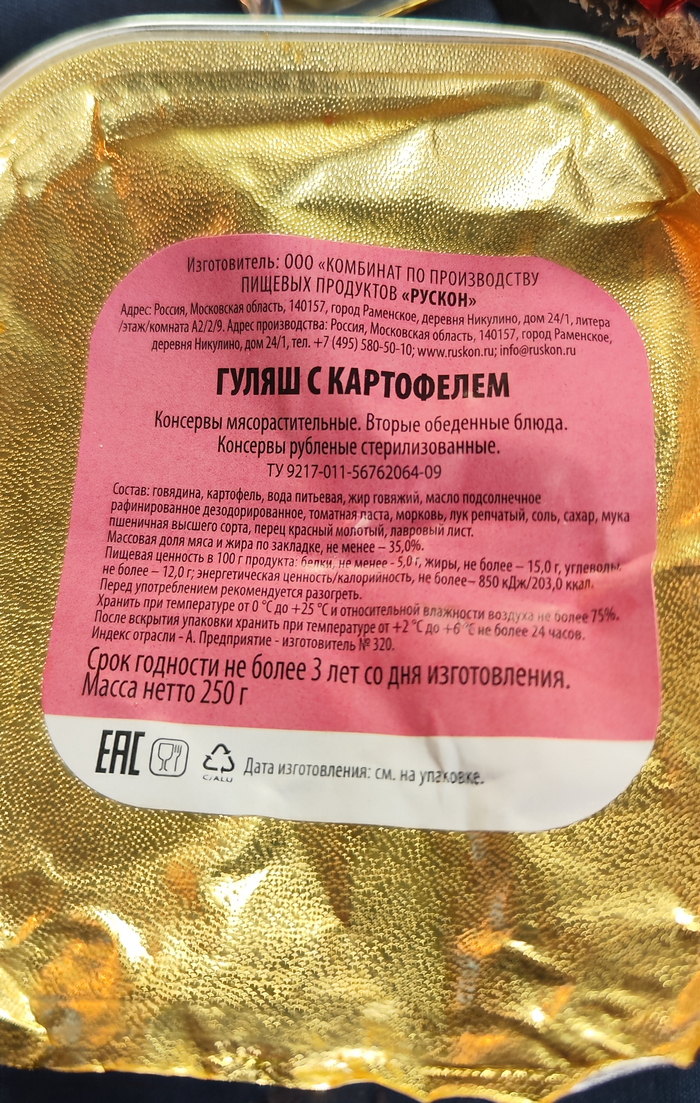 Изготовитель: ООО «КОМБИНАТ ПО ПРОИЗВОДСТВУ
ПИЩЕВЫХ ПРОДУКТОВ «РУСКОН»
Адрес: Россия, Московская область, 140157, город Раменское, деревня Никулино, дом 24/1, литера
/этаж/комната А2/2/9. Адрес производства: Россия, Московская область, 140157, город Раменское,
деревня Никулино, дом 24/1, тел. +7 (495) 580-50-10; www.ruskon.ru; info@ruskon.ru
ГУЛЯШ С КАРТОФЕЛЕМ
Консервы мясорастительные. Вторые обеденные блюда.
Консервы рубленые стерилизованные.
ТУ 9217-011-56762064-09
Состав: говядина, картофель, вода питьевая, жир говяжий, масло подсолнечное
рафинированное дезодорированное, томатная паста, морковь, лук репчатый, соль, сахар, мука
пшеничная высшего сорта, перец красный молотый, лавровый лист.
Массовая доля мяса и жира по закладке, не менее – 35,0%.
Пищевая ценность в 100 г продукта: белки, не менее - 5,0 г, жиры, не более – 15,0 г, углеводы,
не более – 12,0 г; энергетическая ценность/калорийность, не более– 850 кДж/203,0 ккал.
Перед употреблением рекомендуется разогреть.
Хранить при температуре от 0 °С до +25 °С и относительной влажности воздуха не более 75%.
После вскрытия упаковки хранить при температуре от +2 °С до +6 °С не более 24 часов.
Индекс отрасли - А. Предприятие - изготовитель № 320.
Срок годности не более 3 лет со дня изготовления.
Масса нетто 250 г
ЕАС
C/ALU
Дата изготовления: см. на упаковке.